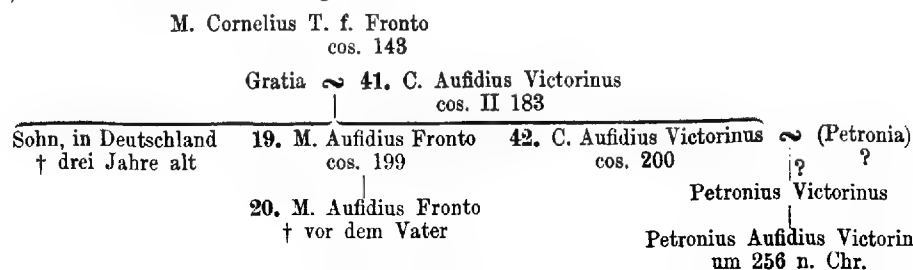 M. Cornelius T. f. Fronto
cos. 143
Gratia ∾ 41. C. Aufidius Victorinus
cos. II 183
Sohn, in Deutschland 19. M. Aufidius Fronto 42. C. Aufidius Victorinus ∾ (Petronia)
† drei Jahre alt cos. 199 cos. 200 ?
?
Petronius Victorinus
20. M. Aufidius Fronto
† vor dem Vater
Petronius Aufidius Victorin
um 256 n. Chr.